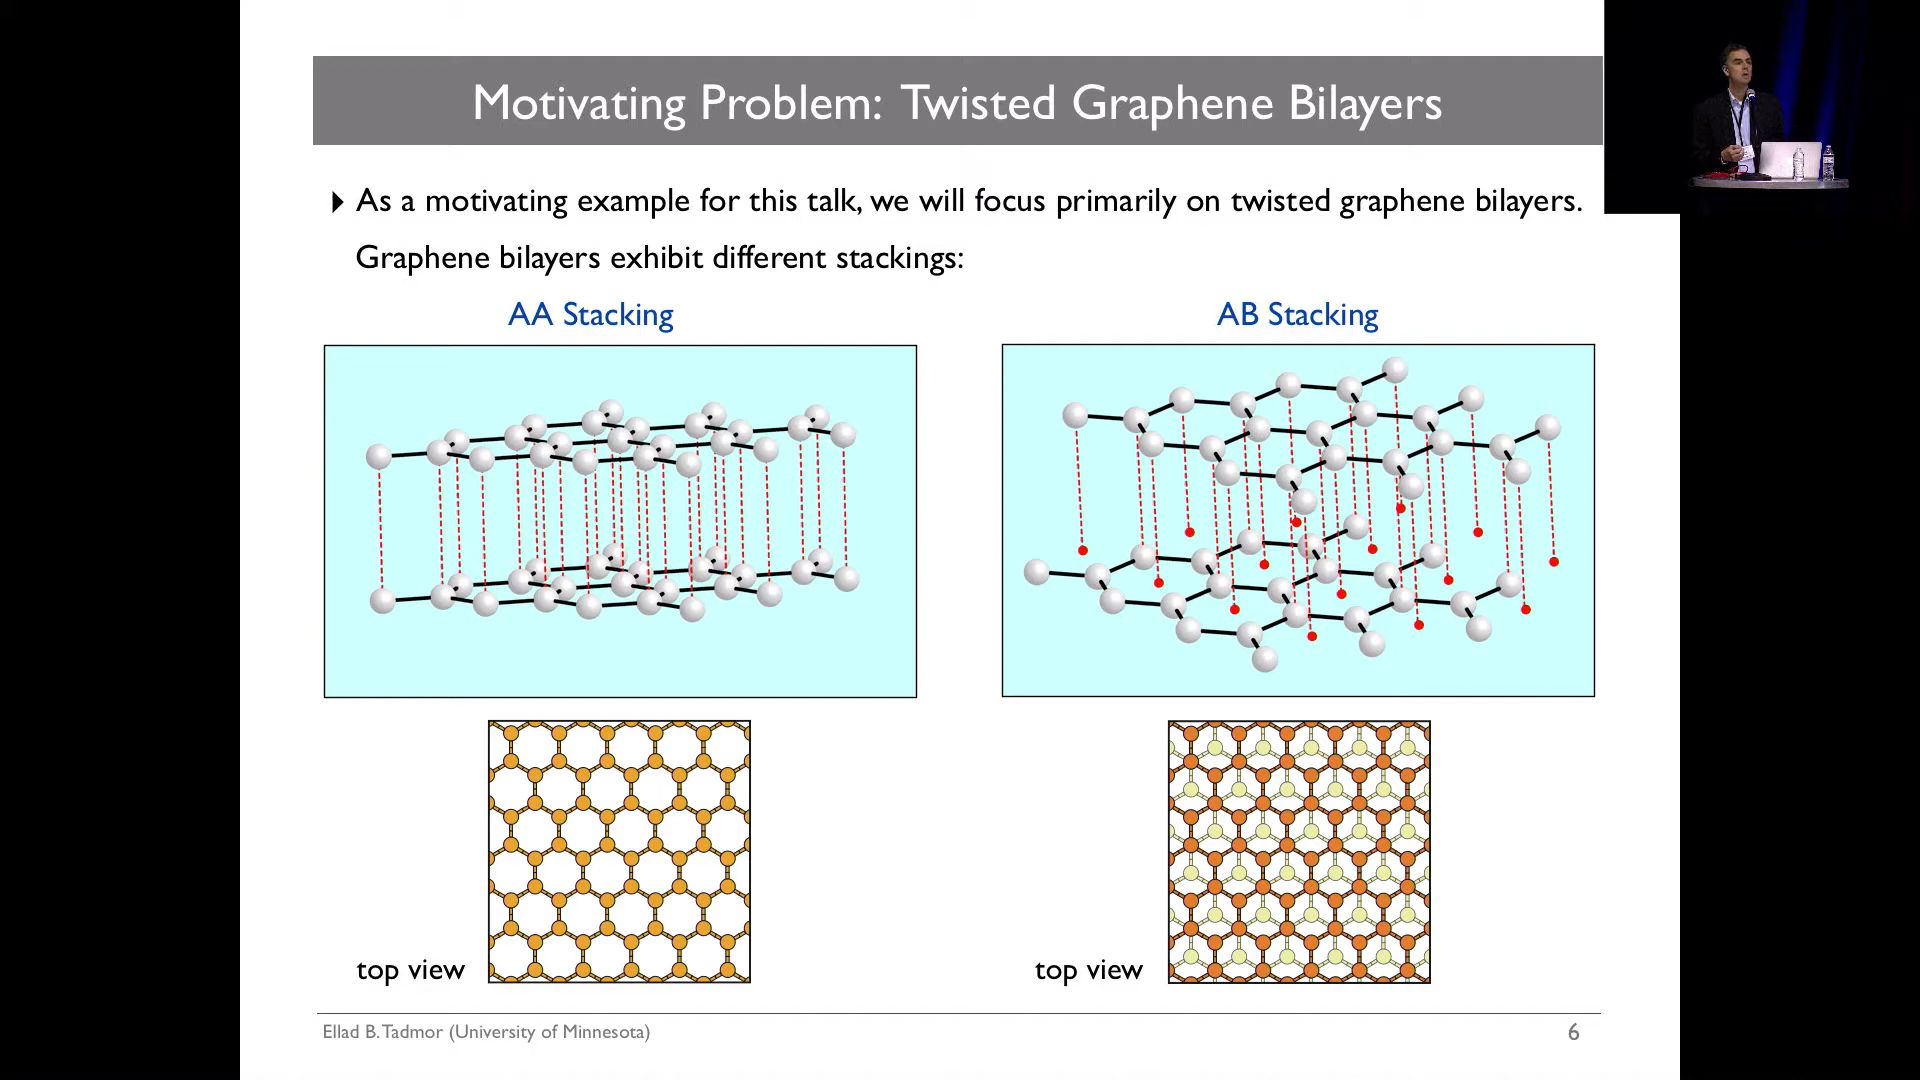 Motivating Problem: Twisted Graphene Bilayers
As a motivating example for this talk, we will focus primarily on twisted graphene bilayers.
Graphene bilayers exhibit different stackings:
AA Stacking
AB Stacking
top view
top view
Ellad B. Tadmor (University of Minnesota)
6